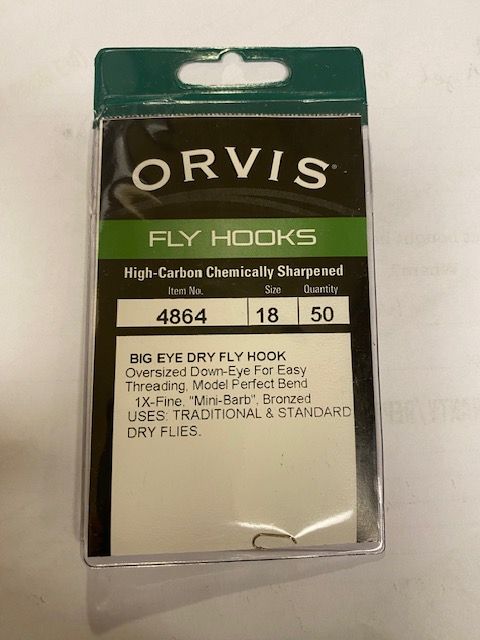 ORVIS®
FLY HOOKS
High-Carbon Chemically Sharpened
Item No. Size Quantity
4864 18 50
BIG EYE DRY FLY HOOK
Oversized Down-Eye For Easy
Threading, Model Perfect Bend
1X-Fine, "Mini-Barb", Bronzed
USES: TRADITIONAL & STANDARD
DRY FLIES.